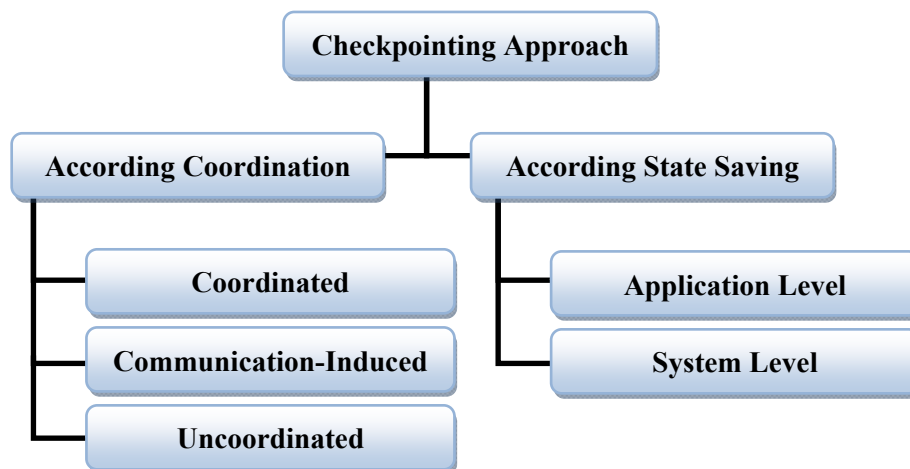 Checkpointing Approach
According Coordination
According State Saving
Coordinated
Communication-Induced
Uncoordinated
Application Level
System Level